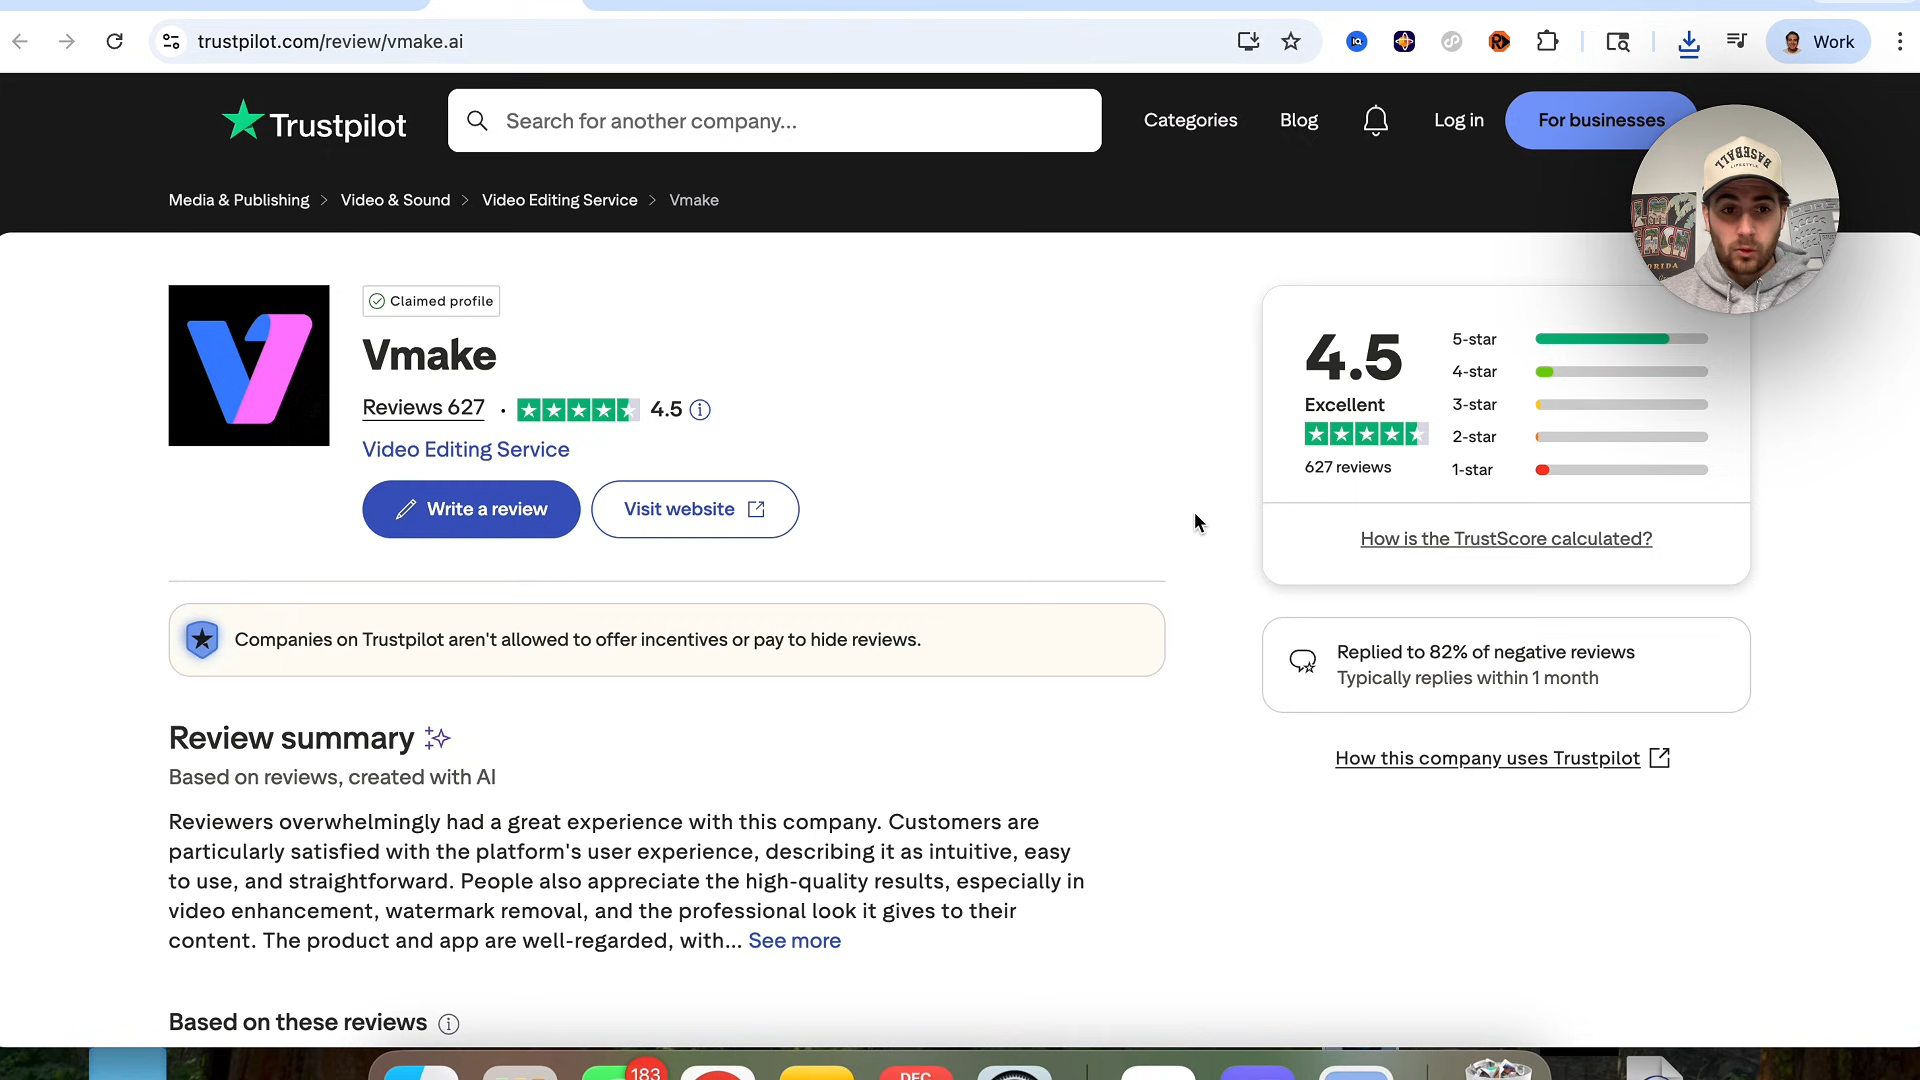 trustpilot.com/review/vmake.ai
Work
Trustpilot
Search for another company...
Categories
Blog
Log in
For businesses
Media & Publishing > Video & Sound > Video Editing Service > Vmake
BASEBALL
LIFESTYLE
Claimed profile
Vmake
Reviews 627 • 4.5
Video Editing Service
Write a review
Visit website
4.5
Excellent
627 reviews
5-star
4-star
3-star
2-star
1-star
How is the TrustScore calculated?
Companies on Trustpilot aren't allowed to offer incentives or pay to hide reviews.
Replied to 82% of negative reviews
Typically replies within 1 month
How this company uses Trustpilot
Review summary
Based on reviews, created with AI
Reviewers overwhelmingly had a great experience with this company. Customers are
particularly satisfied with the platform's user experience, describing it as intuitive, easy
to use, and straightforward. People also appreciate the high-quality results, especially in
video enhancement, watermark removal, and the professional look it gives to their
content. The product and app are well-regarded, with... See more
Based on these reviews
183
DEC